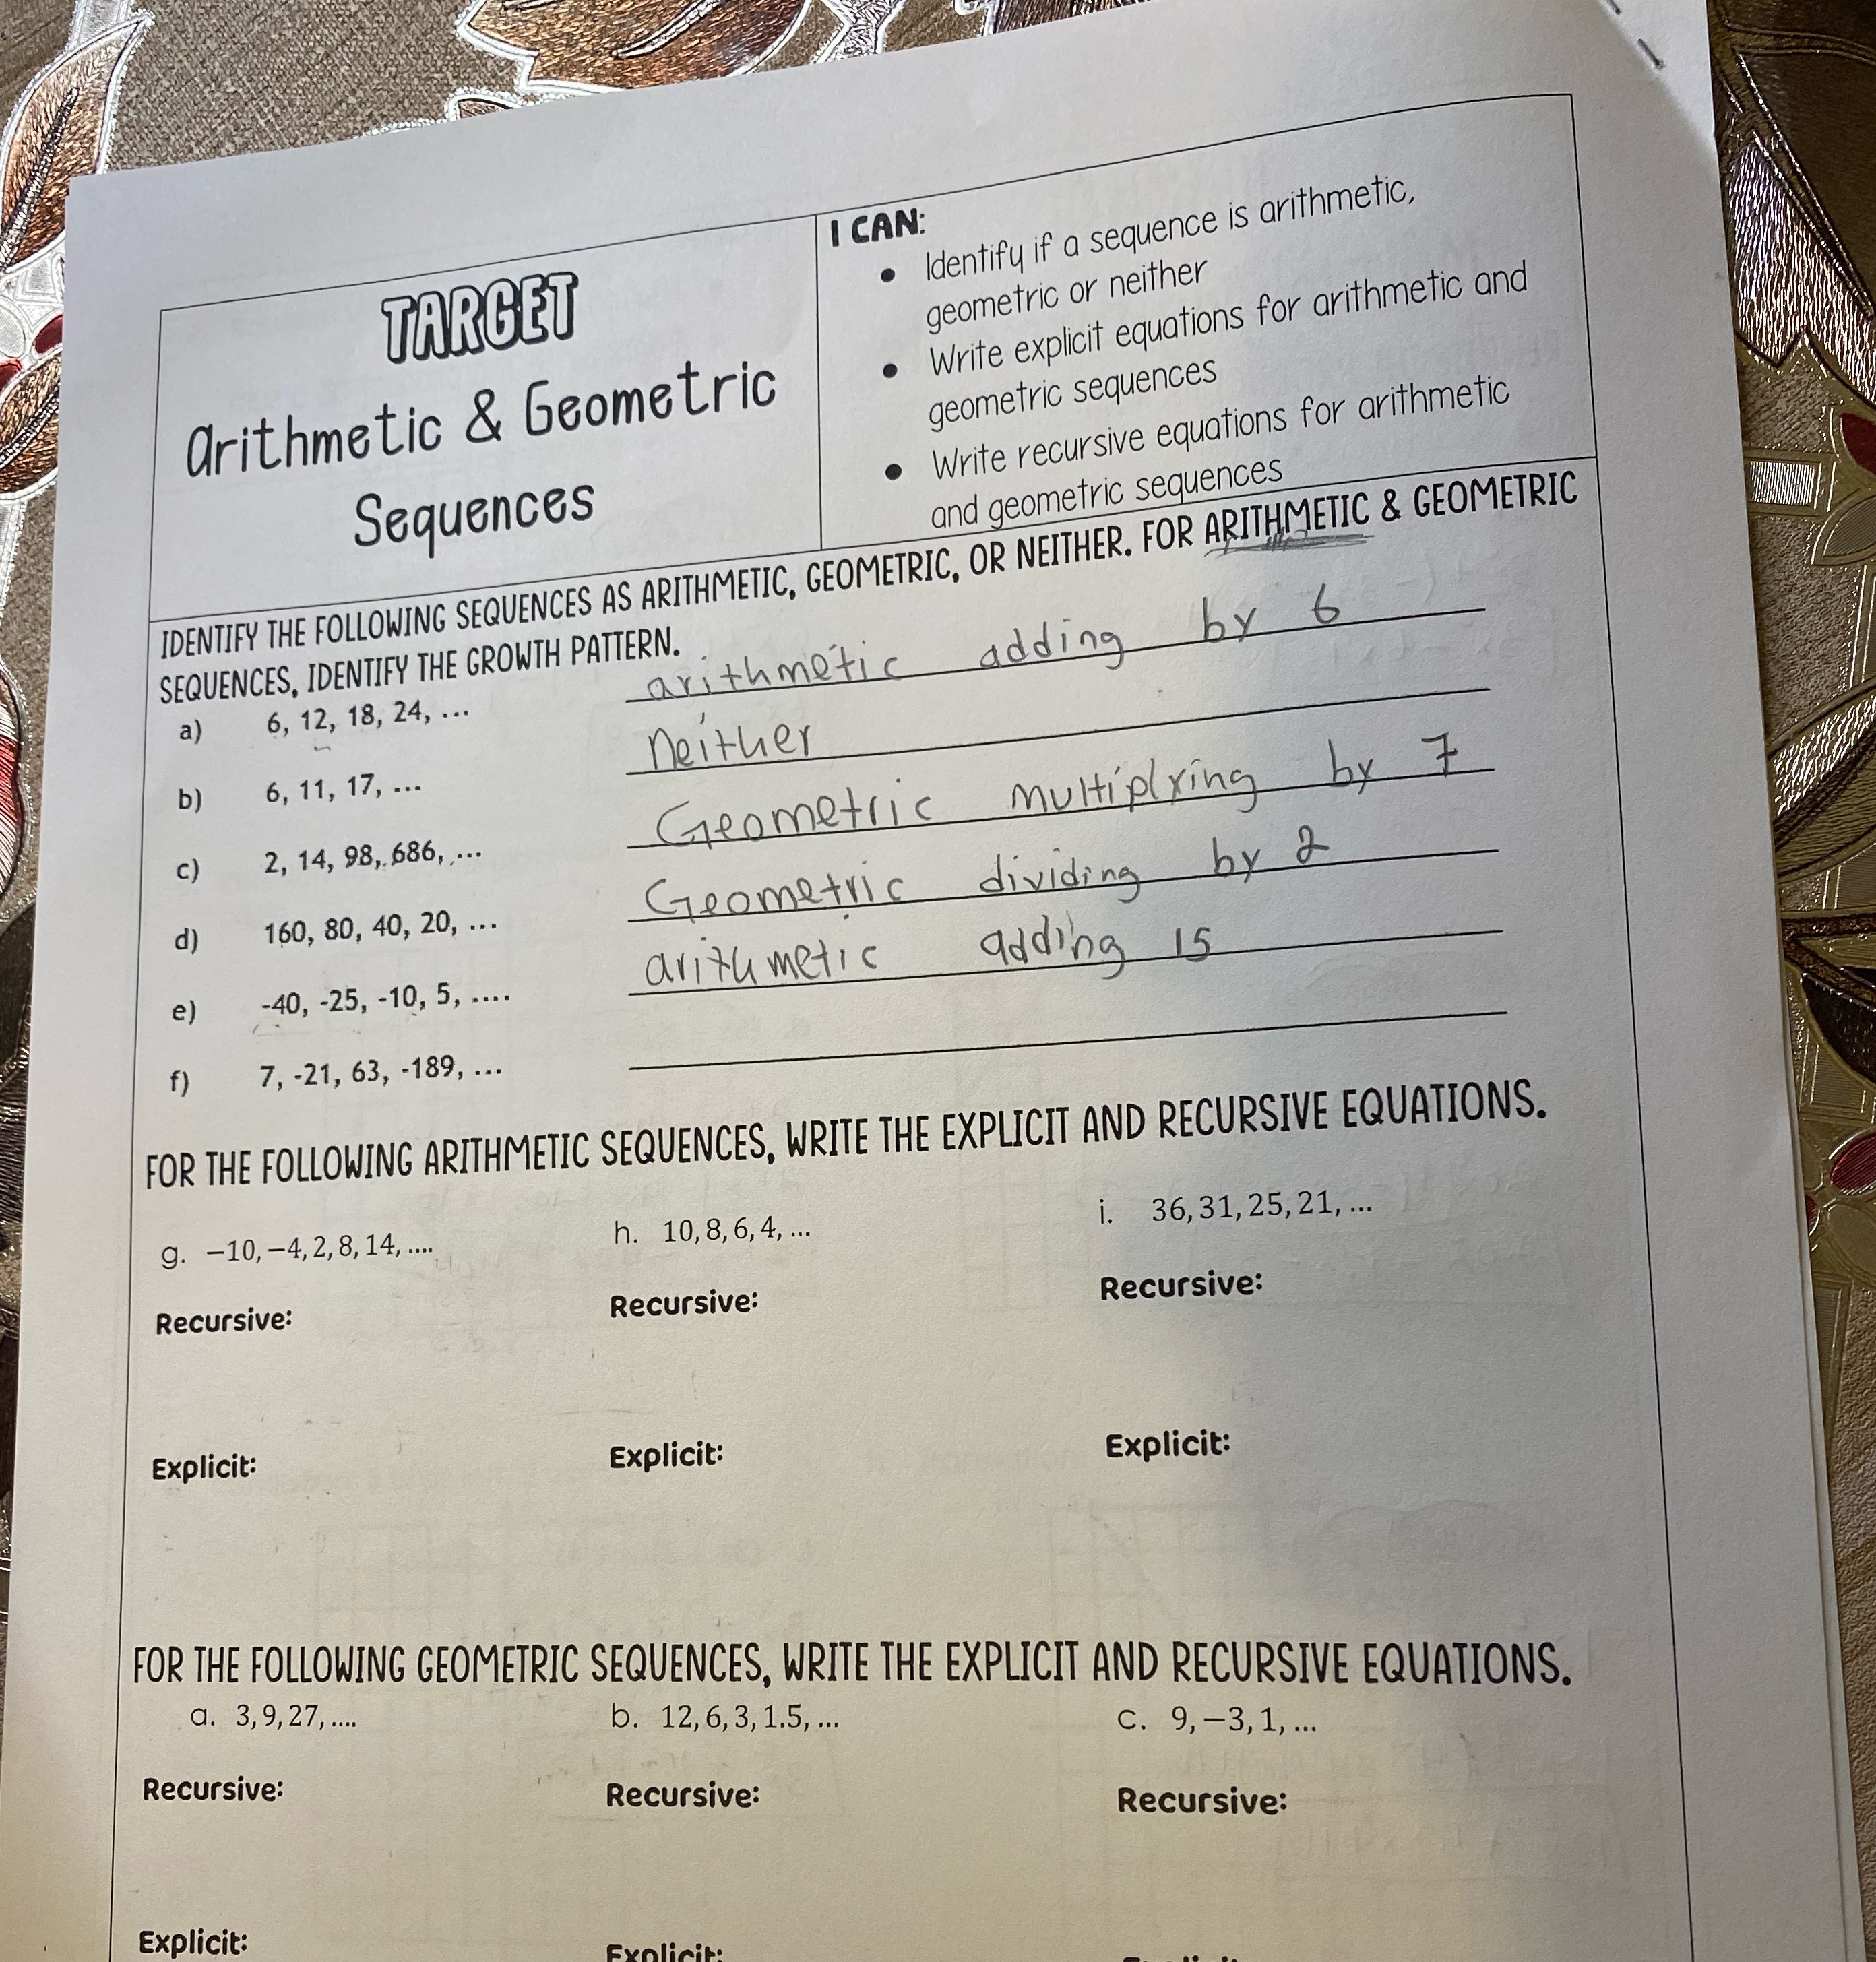 TARGET
Arithmetic & Geometric
Sequences
I CAN:
• Identify if a sequence is arithmetic,
geometric or neither
• Write explicit equations for arithmetic and
geometric sequences
• Write recursive equations for arithmetic
and geometric sequences
IDENTIFY THE FOLLOWING SEQUENCES AS ARITHMETIC, GEOMETRIC, OR NEITHER. FOR ARITHMETIC & GEOMETRIC
SEQUENCES, IDENTIFY THE GROWTH PATTERN.
a) 6, 12, 18, 24, ... arithmetic adding by 6
b) 6, 11, 17, ... Neither
c) 2, 14, 98, 686, ... Geometric multiplying by 7
d) 160, 80, 40, 20, ... Geometric dividing by 2
e) -40, -25, -10, 5, .... arithmetic adding 15
f) 7, -21, 63, -189, ...
FOR THE FOLLOWING ARITHMETIC SEQUENCES, WRITE THE EXPLICIT AND RECURSIVE EQUATIONS.
g. −10, −4, 2, 8, 14, .... h. 10, 8, 6, 4, ... i. 36, 31, 25, 21, ...
Recursive: Recursive: Recursive:
Explicit: Explicit: Explicit:
FOR THE FOLLOWING GEOMETRIC SEQUENCES, WRITE THE EXPLICIT AND RECURSIVE EQUATIONS.
a. 3, 9, 27, .... b. 12, 6, 3, 1.5, ... c. 9, −3, 1, ...
Recursive: Recursive: Recursive:
Explicit: Explicit: